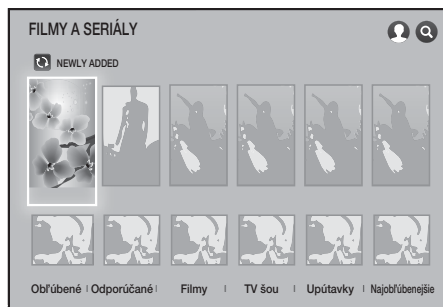 FILMY A SERIÁLY
NEWLY ADDED
Obľúbené | Odporúčané | Filmy | TV šou | Upútavky | Najobľúbenejšie